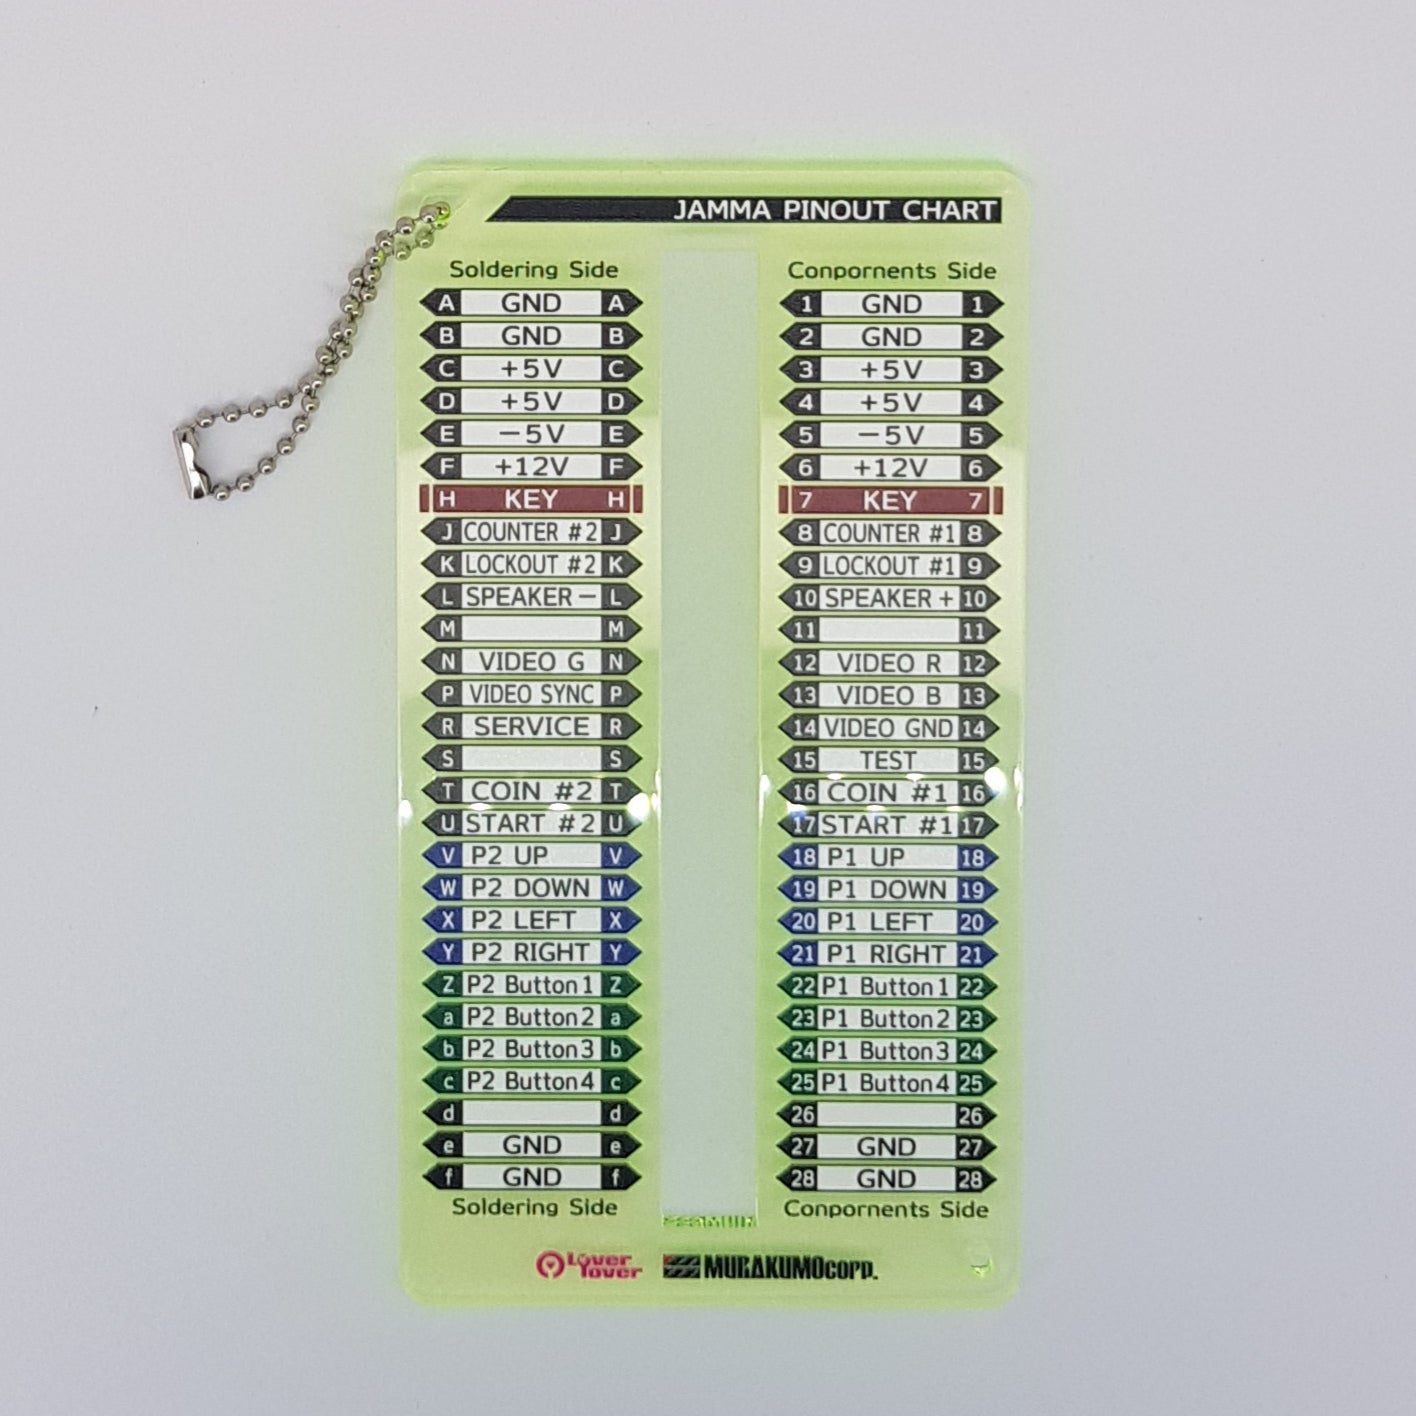 JAMMA PINOUT CHART
Soldering Side
A GND A
B GND B
C +5V C
D +5V D
E −5V E
F +12V F
H KEY H
J COUNTER #2 J
K LOCKOUT #2 K
L SPEAKER− L
M M
N VIDEO G N
P VIDEO SYNC P
R SERVICE R
S S
T COIN #2 T
U START #2 U
V P2 UP V
W P2 DOWN W
X P2 LEFT X
Y P2 RIGHT Y
Z P2 Button1 Z
a P2 Button2 a
b P2 Button3 b
c P2 Button4 c
d d
e GND e
f GND f
Soldering Side
Conpornents Side
1 GND 1
2 GND 2
3 +5V 3
4 +5V 4
5 −5V 5
6 +12V 6
7 KEY 7
8 COUNTER #1 8
9 LOCKOUT #1 9
10 SPEAKER+ 10
11 11
12 VIDEO R 12
13 VIDEO B 13
14 VIDEO GND 14
15 TEST 15
16 COIN #1 16
17 START #1 17
18 P1 UP 18
19 P1 DOWN 19
20 P1 LEFT 20
21 P1 RIGHT 21
22 P1 Button1 22
23 P1 Button2 23
24 P1 Button3 24
25 P1 Button4 25
26 26
27 GND 27
28 GND 28
Conpornents Side
Lover
Yover
MURAKUMOcorp.